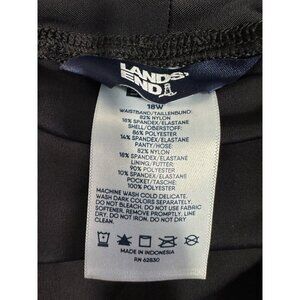 LANDS'
END
18W
WAISTBAND/TAILLENBUND:
82% NYLON
18% SPANDEX/ELASTANE
SHELL/OBERSTOFF:
86% POLYESTER
14% SPANDEX/ELASTANE
PANTY/HOSE:
82% NYLON
18% SPANDEX/ELASTANE
LINING/FUTTER:
90% POLYESTER
10% SPANDEX/ELASTANE
POCKET/TASCHE:
100% POLYESTER
MACHINE WASH COLD DELICATE.
WASH DARK COLORS SEPARATELY.
DO NOT BLEACH. DO NOT USE FABRIC
SOFTENER. REMOVE PROMPTLY. LINE
DRY. DO NOT IRON. DO NOT DRY
CLEAN.
MADE IN INDONESIA
RN 62830